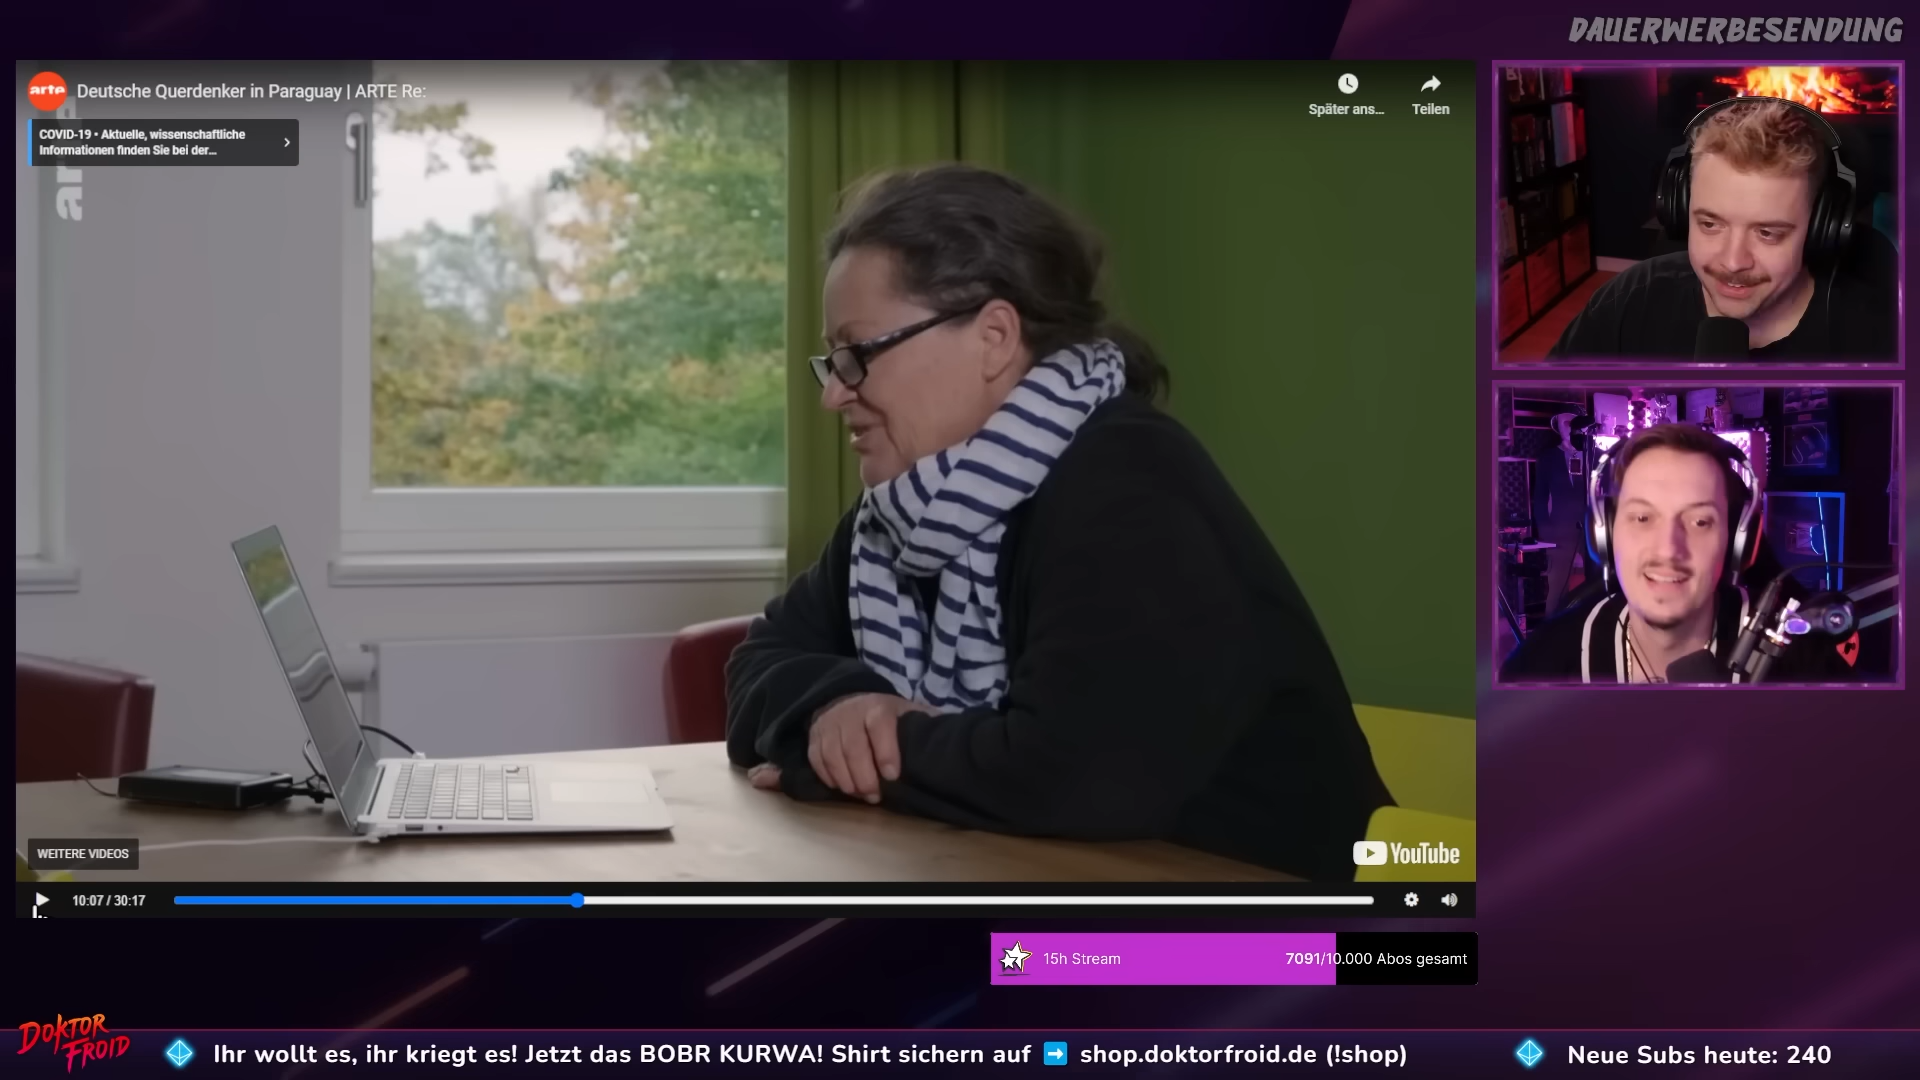 DAUERWERBESENDUNG
arte
Deutsche Querdenker in Paraguay | ARTE Re:
Später ans...
Teilen
COVID-19 • Aktuelle, wissenschaftliche
Informationen finden Sie bei der...
arte
WEITERE VIDEOS
YouTube
10:07 / 30:17
15h Stream
7091/10.000 Abos gesamt
DOKTOR
FROID
Ihr wollt es, ihr kriegt es! Jetzt das BOBR KURWA! Shirt sichern auf ➡ shop.doktorfroid.de (!shop)
Neue Subs heute: 240